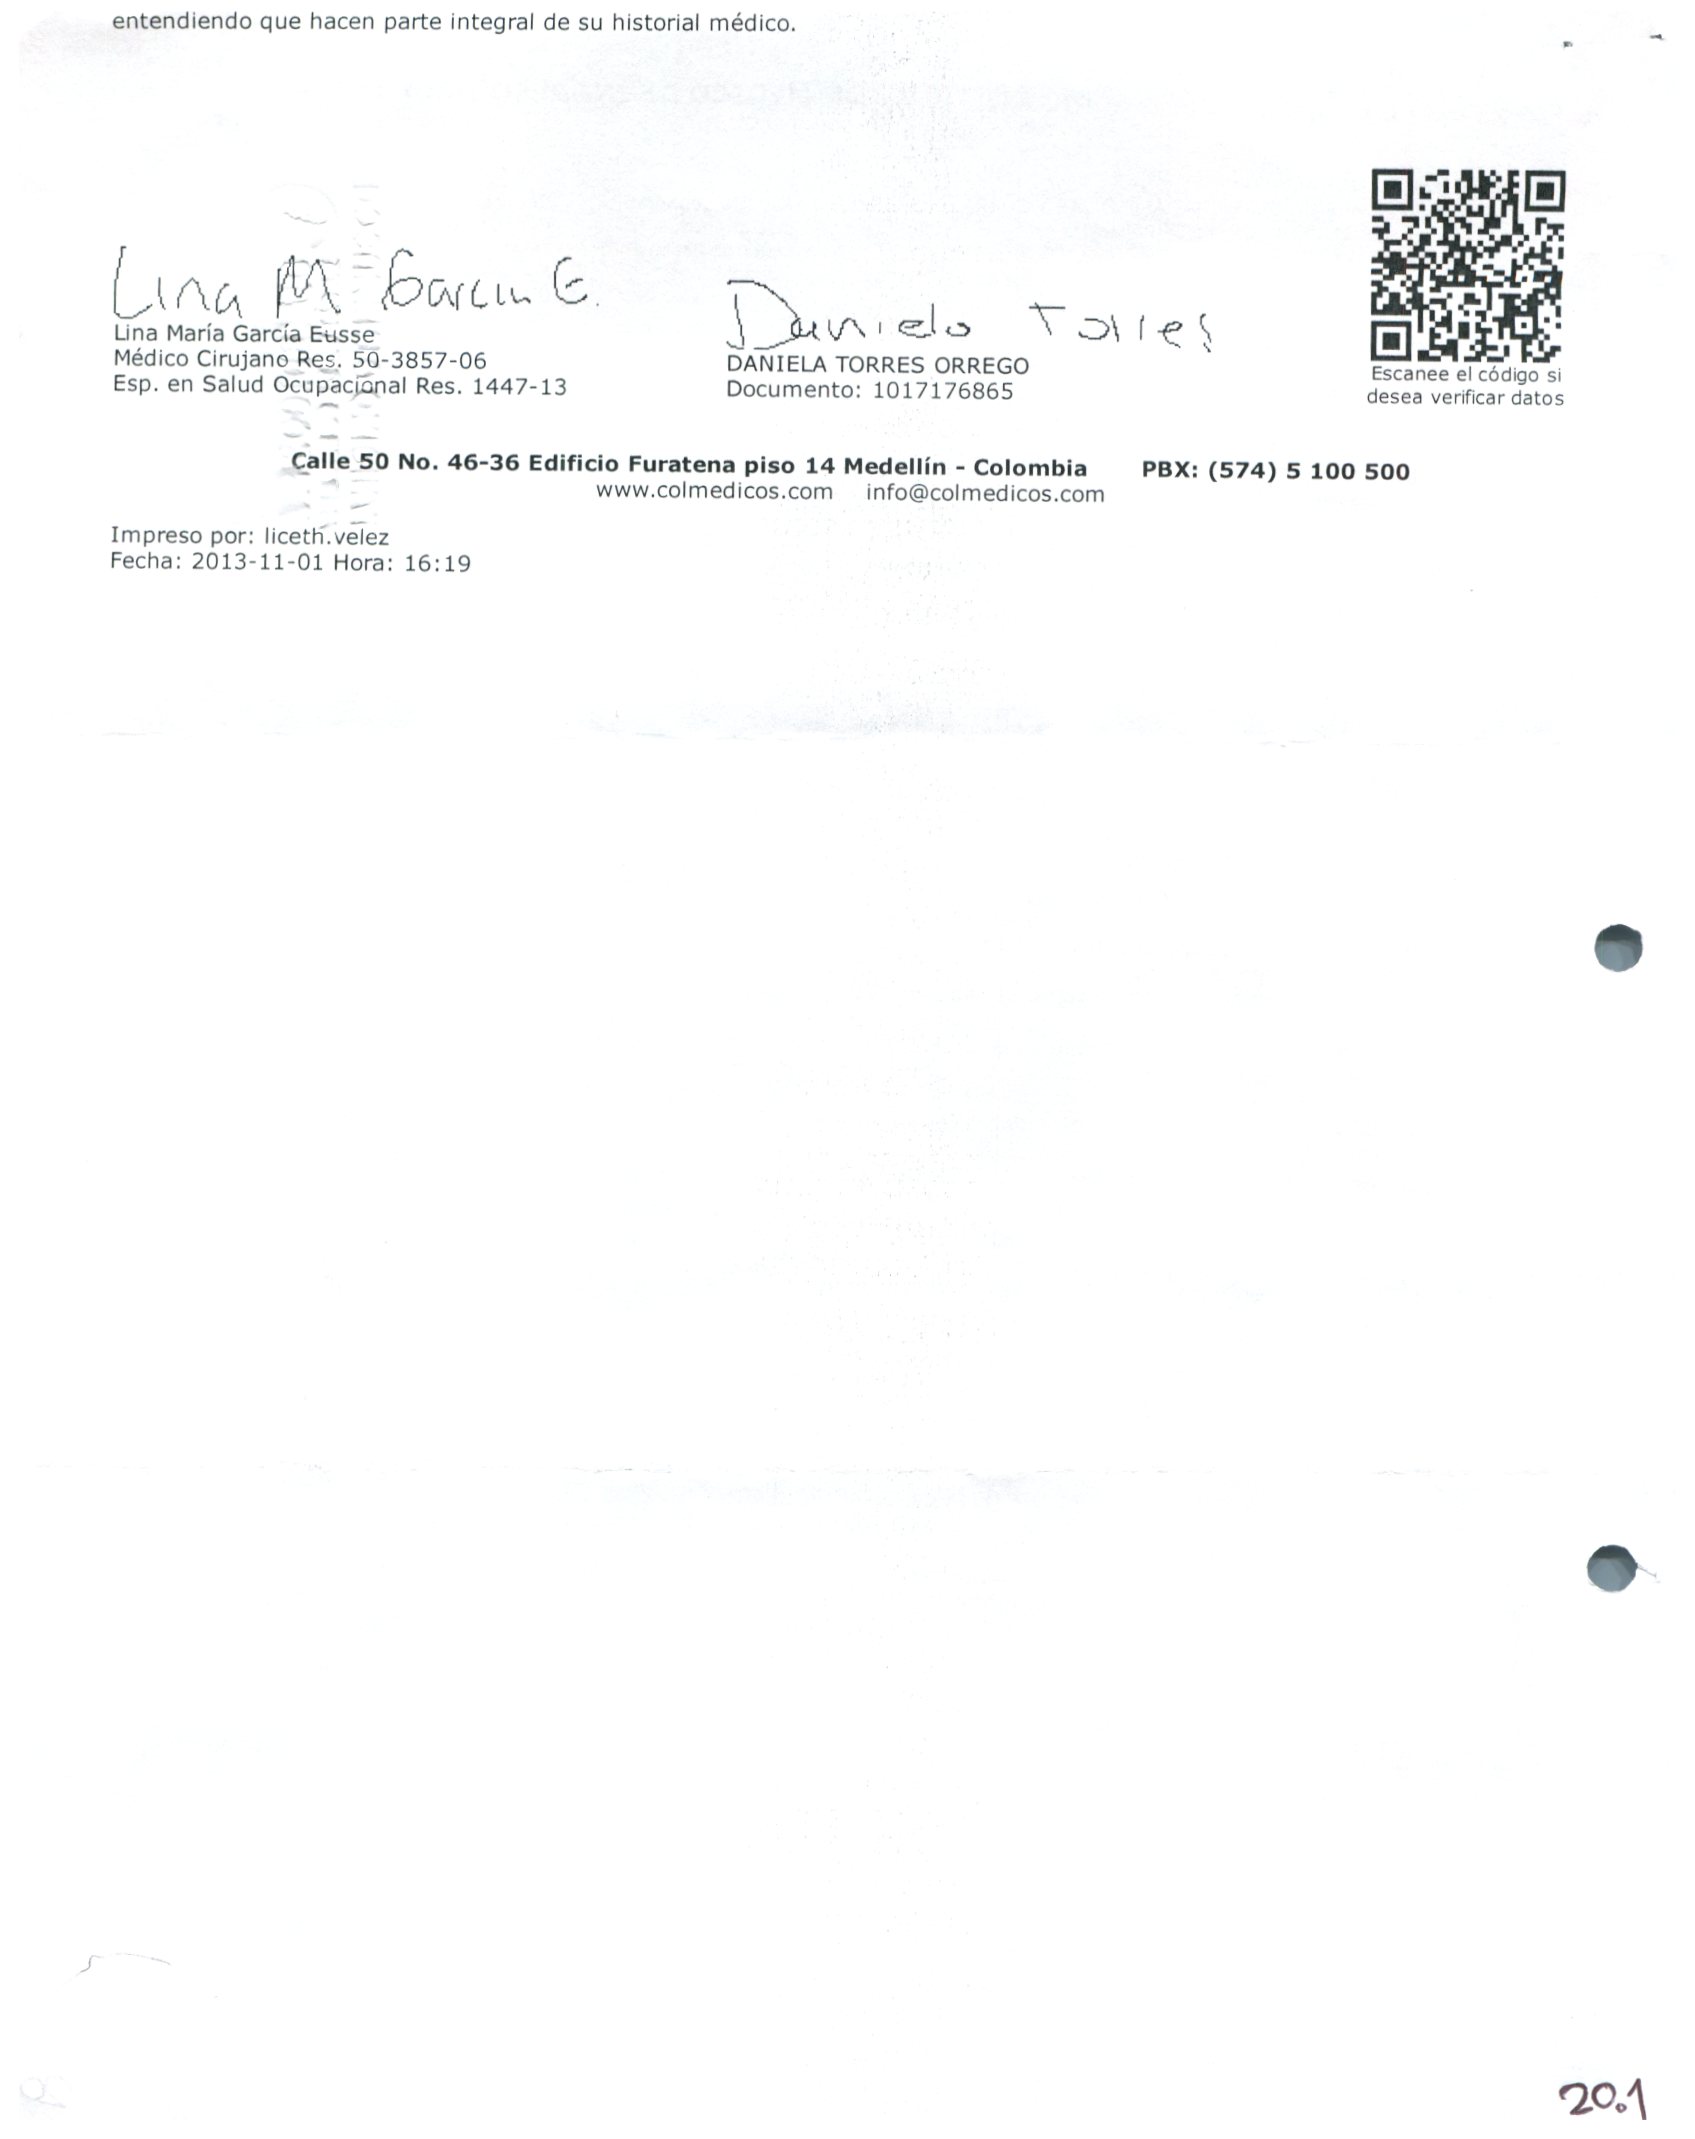 entendiendo que hacen parte integral de su historial médico.
Lina M Garcia E.
Daniela Torres
Lina María García Eusse
Médico Cirujano Res. 50-3857-06
Esp. en Salud Ocupacional Res. 1447-13
DANIELA TORRES ORREGO
Documento: 1017176865
Escanee el código si
desea verificar datos
Calle 50 No. 46-36 Edificio Furatena piso 14 Medellín - Colombia PBX: (574) 5 100 500
www.colmedicos.com info@colmedicos.com
Impreso por: liceth.velez
Fecha: 2013-11-01 Hora: 16:19
20.1